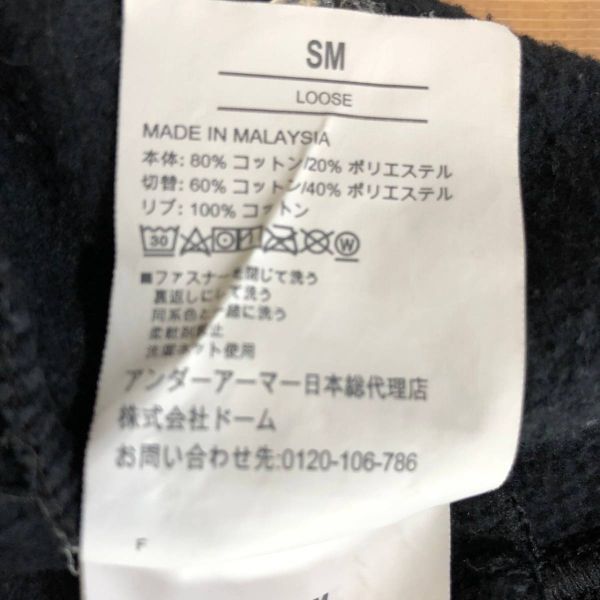 SM
LOOSE
MADE IN MALAYSIA
本体: 80% コットン/20% ポリエステル
切替: 60% コットン/40% ポリエステル
リブ: 100% コットン
30 W
■ファスナーを閉じて洗う
裏返しにして洗う
同系色と一緒に洗う
柔軟剤禁止
洗濯ネット使用
アンダーアーマー日本総代理店
株式会社ドーム
お問い合わせ先:0120-106-786
F